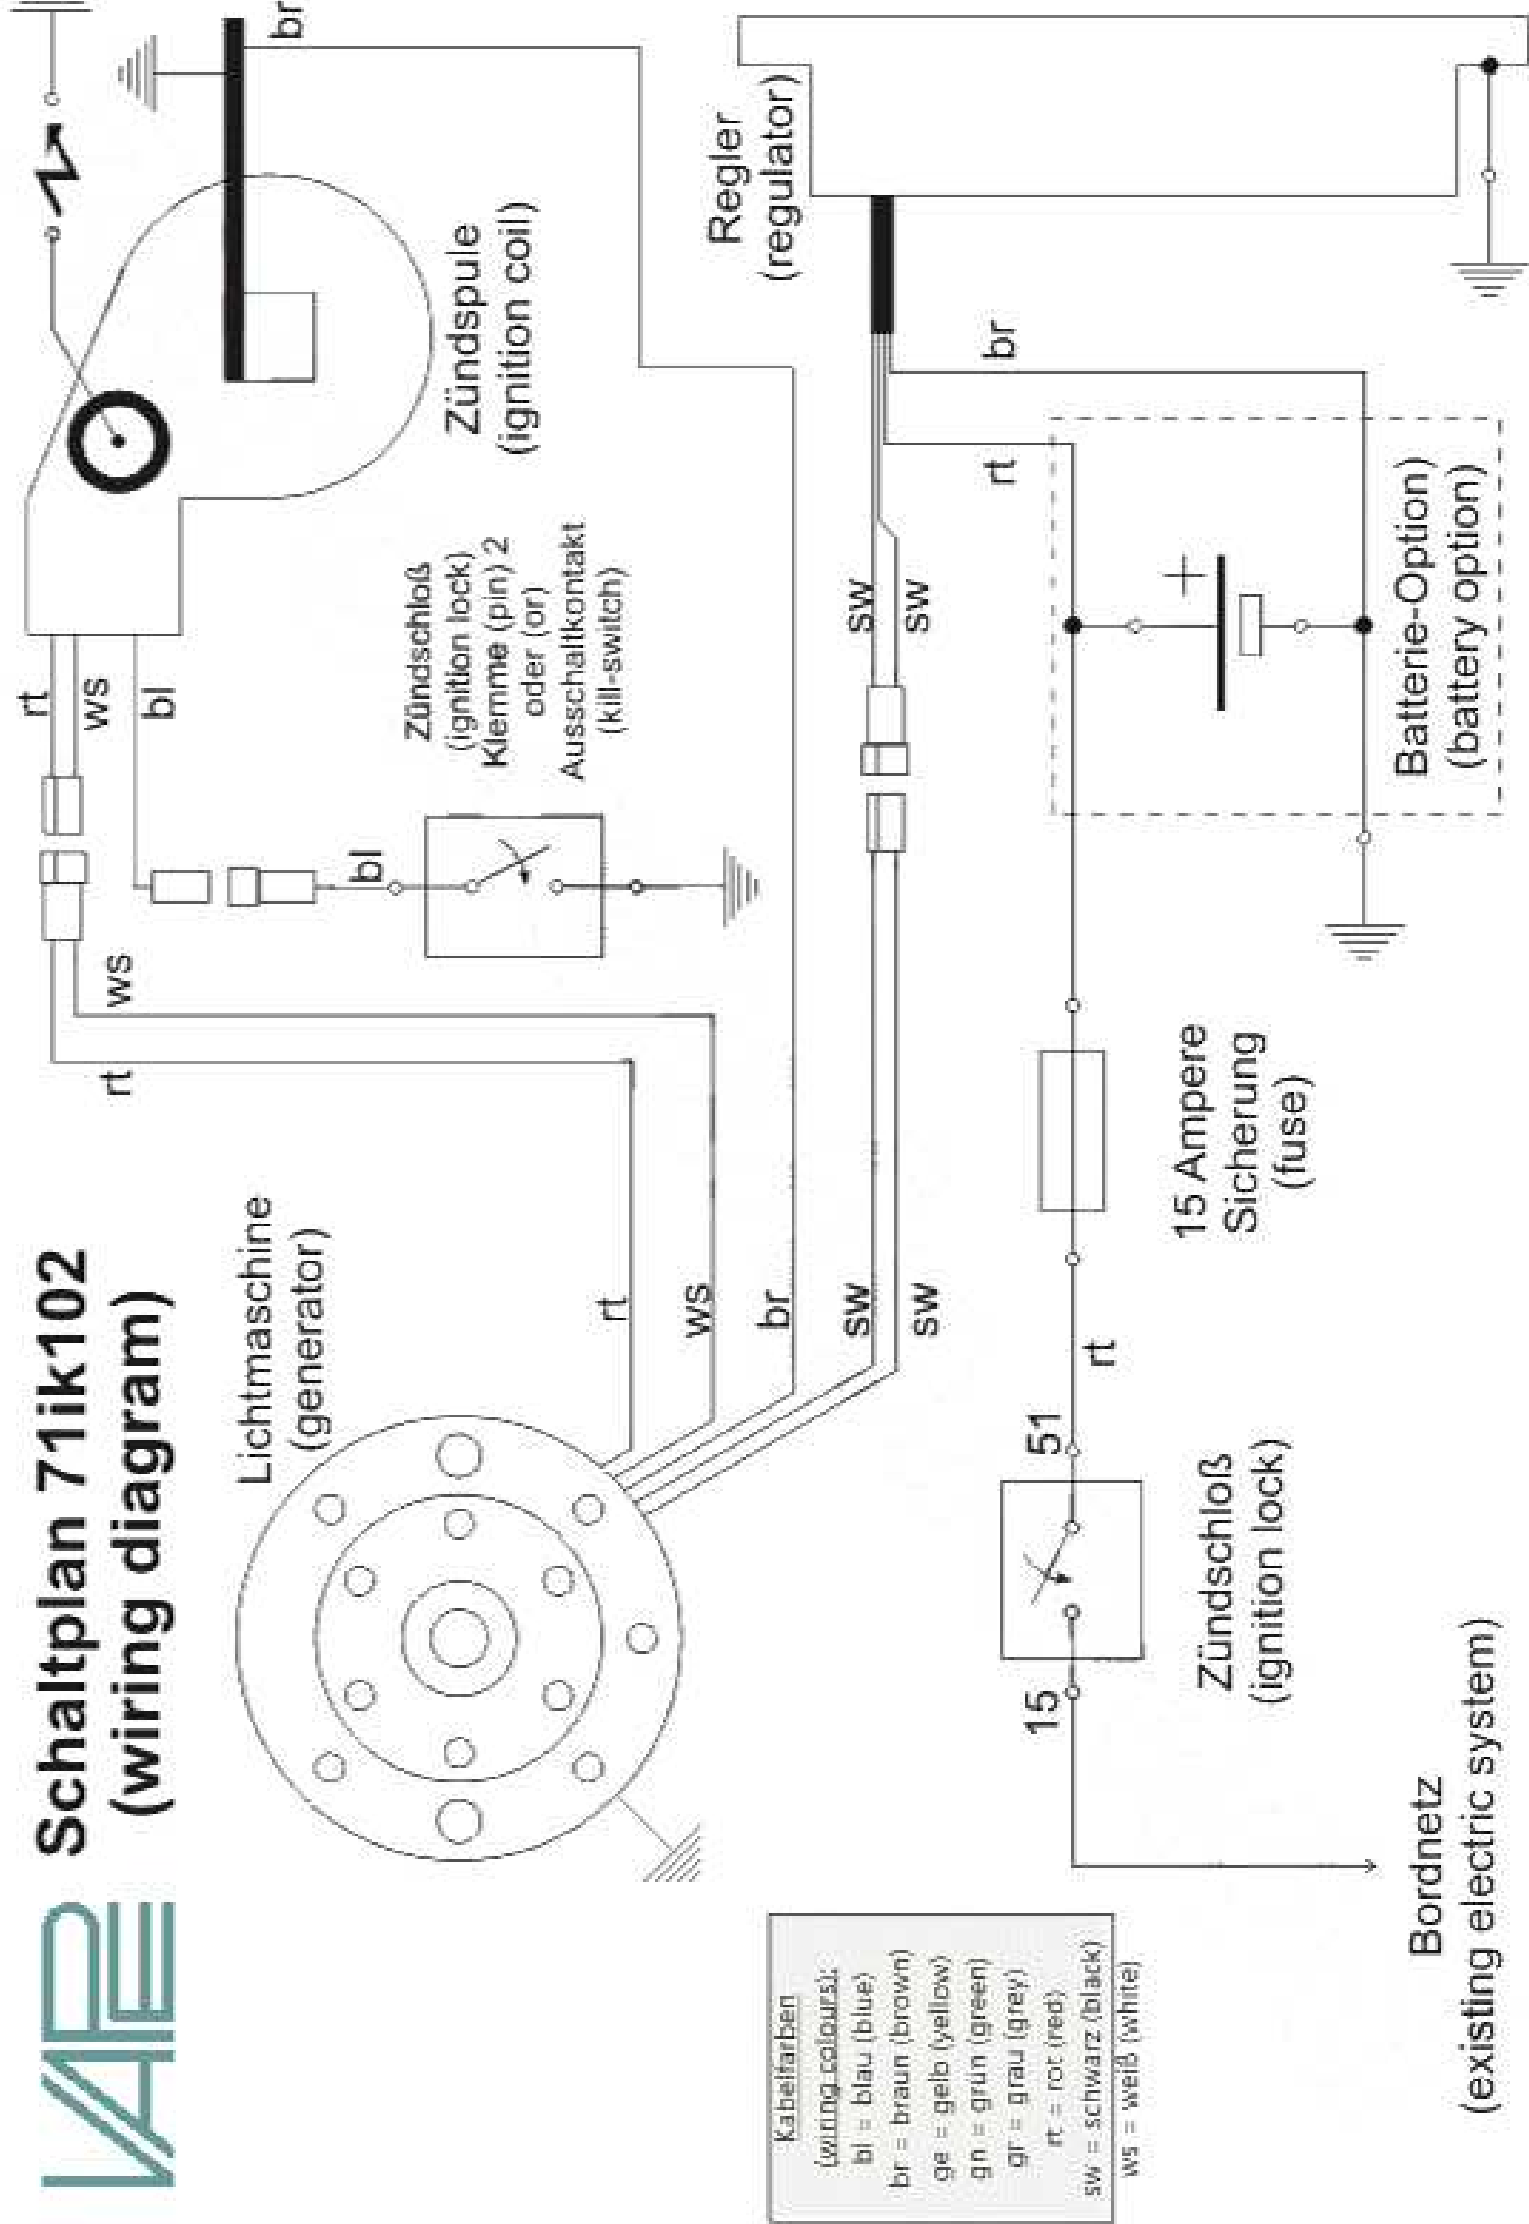 VAPE
Schaltplan 71ik102
(wiring diagram)
Lichtmaschine
(generator)
rt
ws
br
sw
sw
rt
ws
rt
ws
bl
bl
Zündschloß
(ignition lock)
Klemme (pin) 2
oder (or)
Ausschaltkontakt
(kill-switch)
Zündspule
(ignition coil)
br
Regler
(regulator)
sw
sw
rt
br
+
Batterie-Option)
(battery option)
15 Ampere
Sicherung
(fuse)
rt
51
15
Zündschloß
(ignition lock)
Bordnetz
(existing electric system)
Kabelfarben
(wiring colours):
bl = blau (blue)
br = braun (brown)
ge = gelb (yellow)
gn = grün (green)
gr = grau (grey)
rt = rot (red)
sw = schwarz (black)
ws = weiß (white)